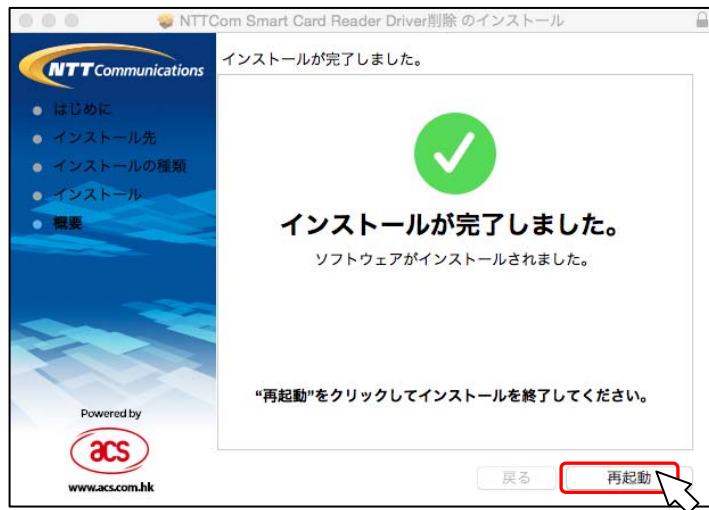 NTTCom Smart Card Reader Driver削除 のインストール
NTT Communications
インストールが完了しました。
はじめに
インストール先
インストールの種類
インストール
概要
インストールが完了しました。
ソフトウェアがインストールされました。
“再起動”をクリックしてインストールを終了してください。
Powered by
acs
www.acs.com.hk
戻る
再起動